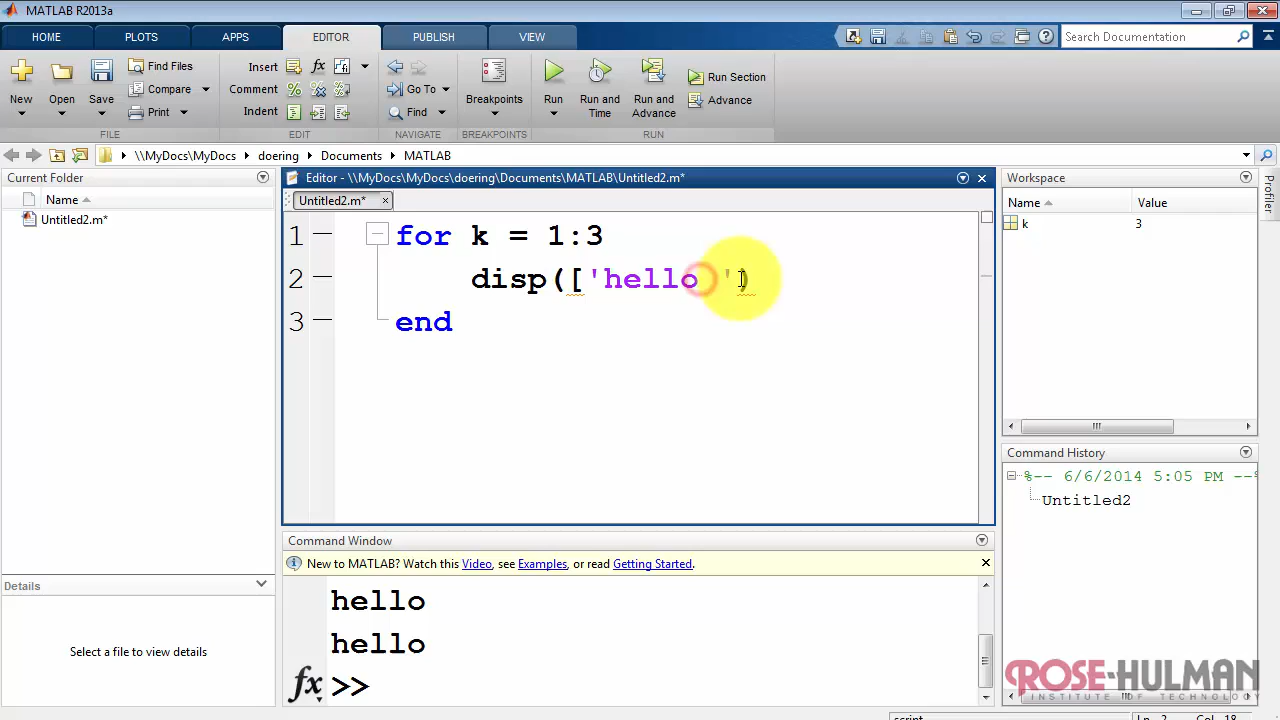 MATLAB R2013a
HOME PLOTS APPS EDITOR PUBLISH VIEW Search Documentation
New Open Save Find Files Compare Print Insert Comment Indent Go To Find Breakpoints Run Run and Time Run and Advance Run Section Advance
FILE EDIT NAVIGATE BREAKPOINTS RUN
\\MyDocs\MyDocs doering Documents MATLAB
Current Folder
Name
Untitled2.m*
Details
Select a file to view details
Editor - \\MyDocs\MyDocs\doering\Documents\MATLAB\Untitled2.m*
Untitled2.m* ×
1 for k = 1:3
2 disp(['hello ')
3 end
Command Window
New to MATLAB? Watch this Video, see Examples, or read Getting Started.
hello
hello
fx >>
Workspace
Name Value
k 3
Command History
%-- 6/6/2014 5:05 PM --%
Untitled2
Profiler
ROSE-HULMAN
INSTITUTE OF TECHNOLOGY